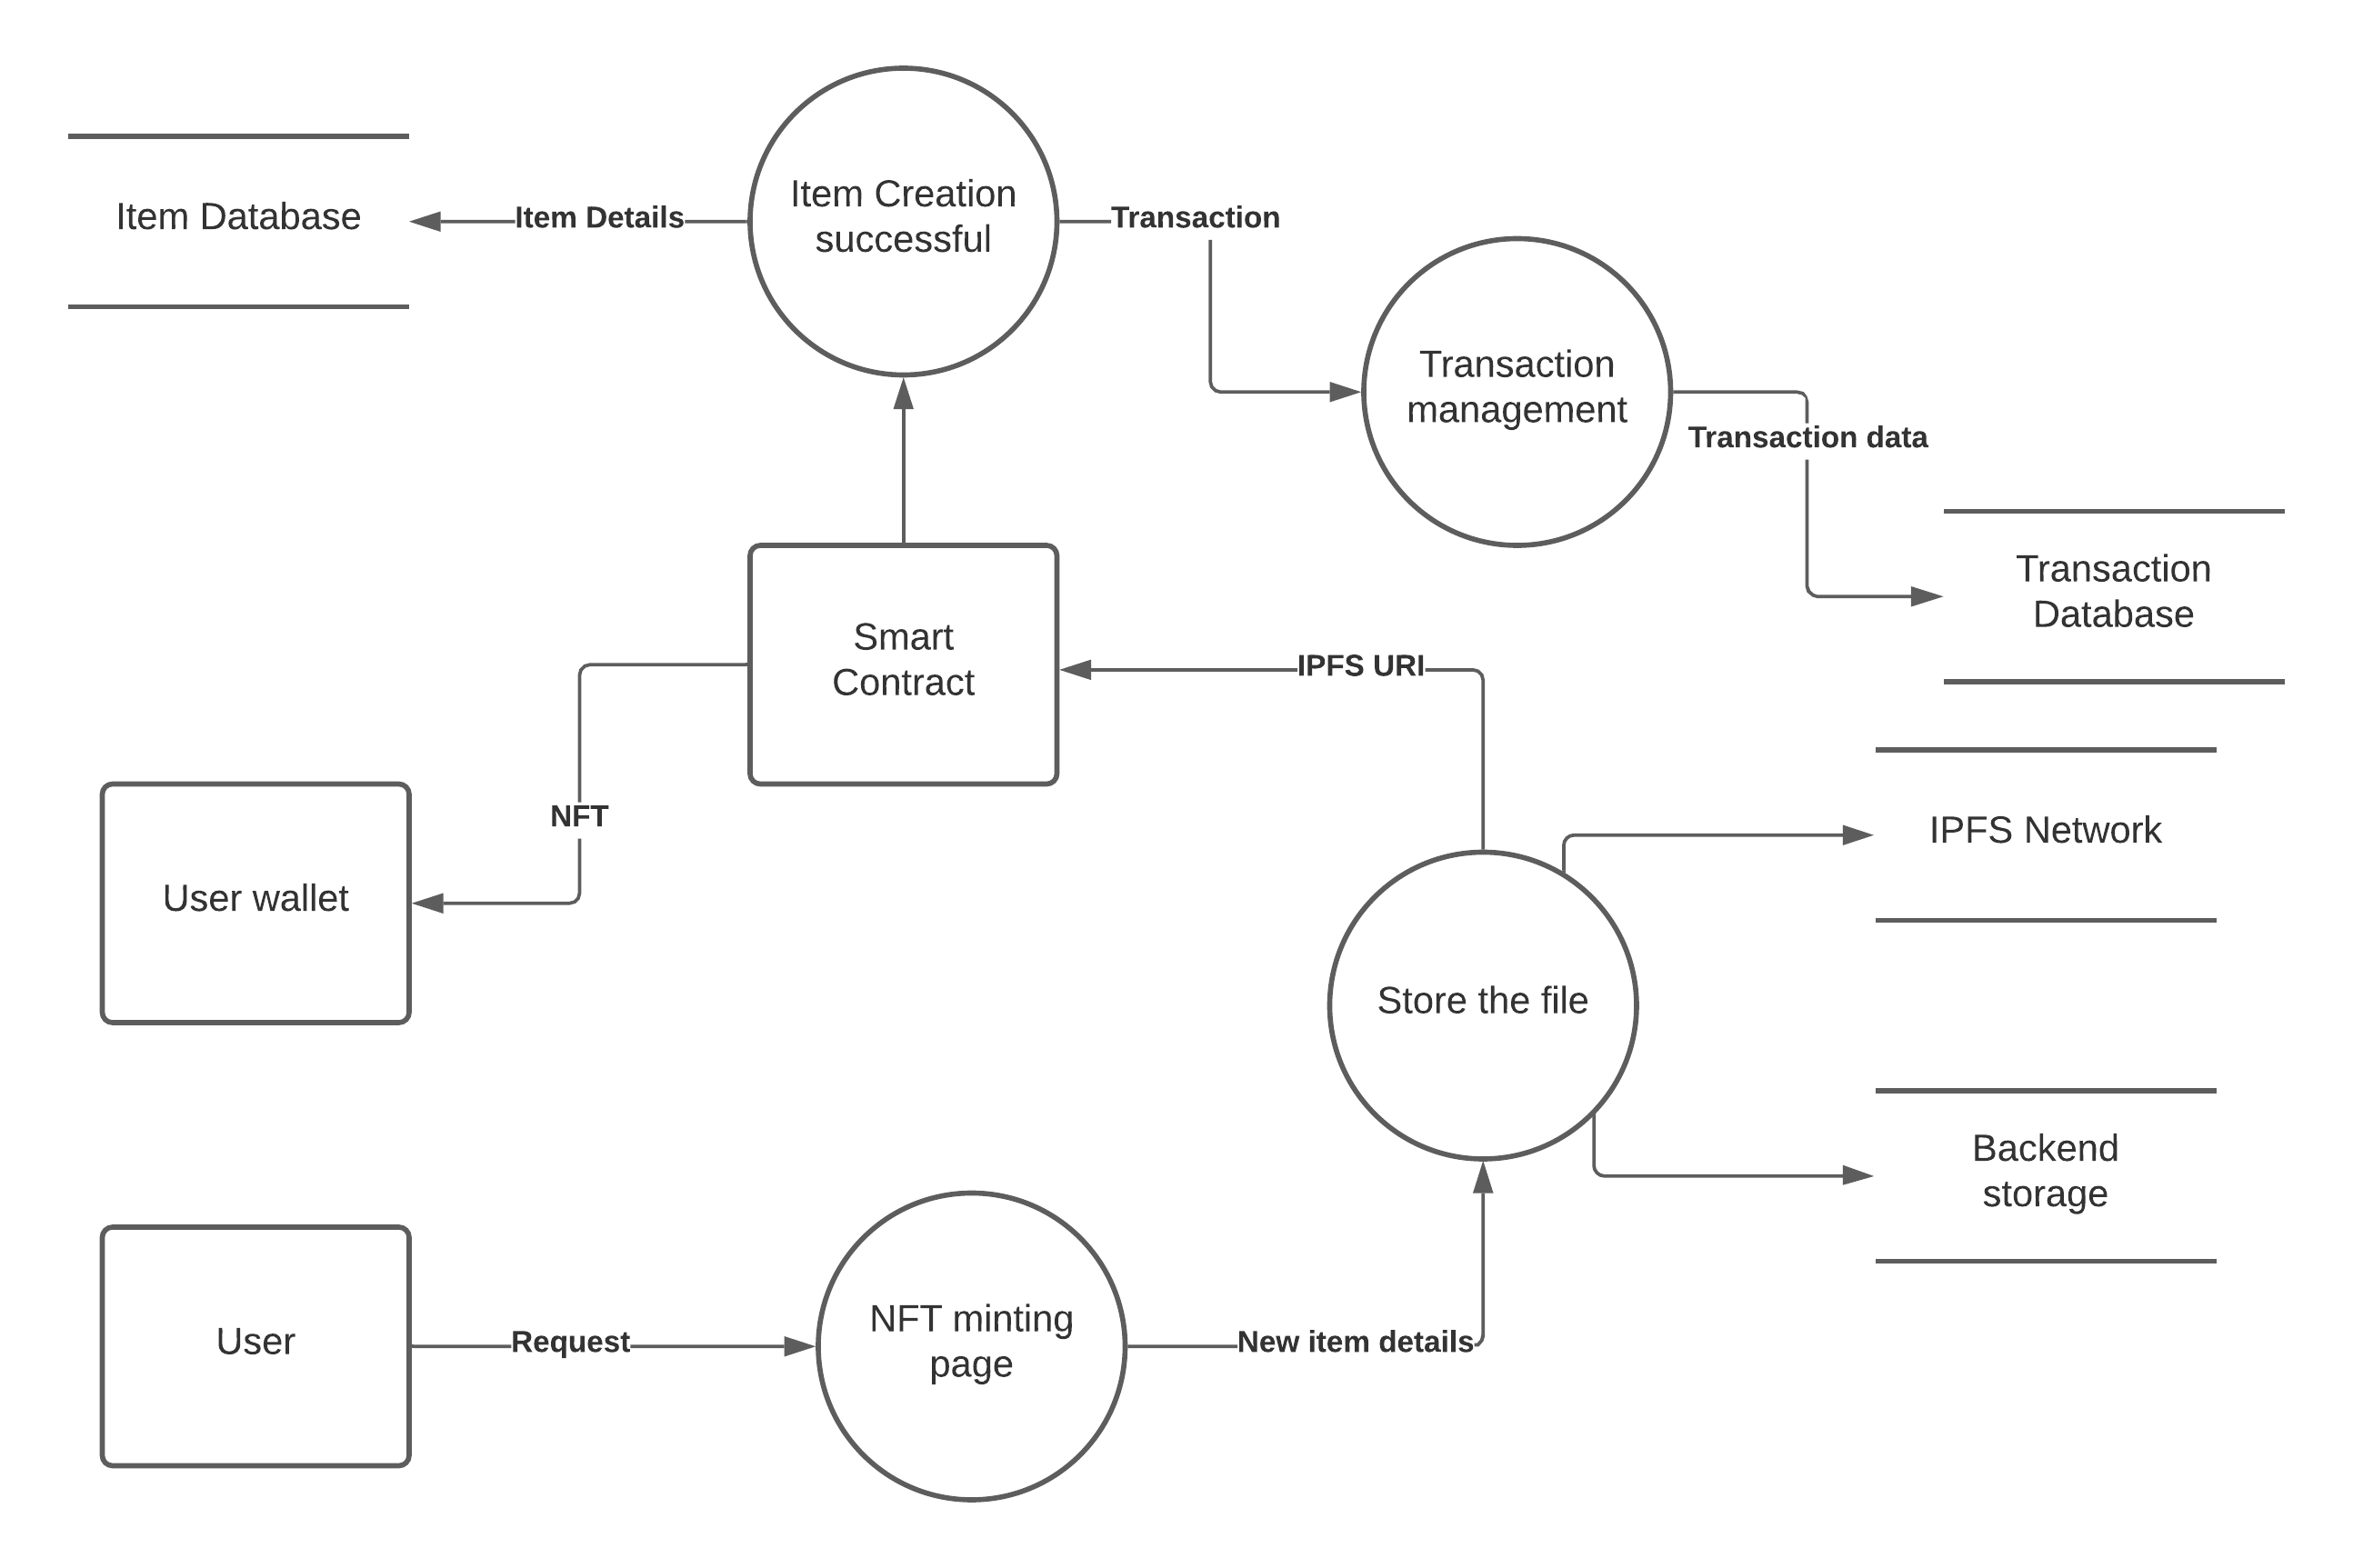 Item Database
Item Details
Item Creation
successful
Transaction
Transaction
management
Transaction data
Transaction
Database
Smart
Contract
IPFS URI
NFT
User wallet
IPFS Network
Store the file
Backend
storage
User
Request
NFT minting
page
New item details